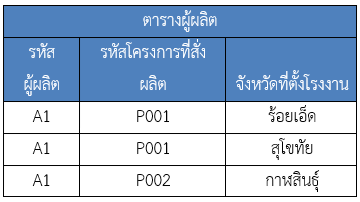 ตารางผู้ผลิต
รหัส รหัสโครงการที่สั่ง
ผู้ผลิต ผลิต จังหวัดที่ตั้งโรงงาน
A1 P001 ร้อยเอ็ด
A1 P001 สุโขทัย
A1 P002 กาฬสินธุ์